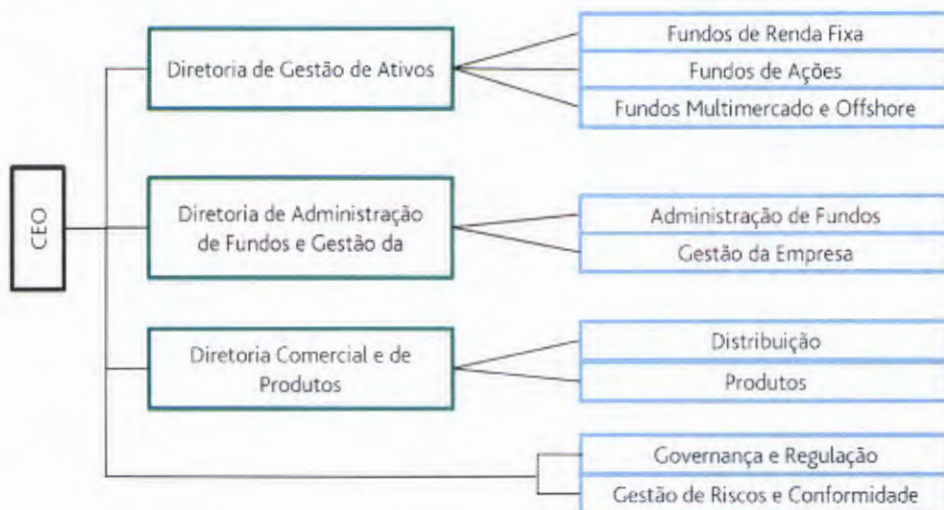 CEO
Diretoria de Gestão de Ativos
Fundos de Renda Fixa
Fundos de Ações
Fundos Multimercado e Offshore
Diretoria de Administração
de Fundos e Gestão da
Administração de Fundos
Gestão da Empresa
Diretoria Comercial e de
Produtos
Distribuição
Produtos
Governança e Regulação
Gestão de Riscos e Conformidade